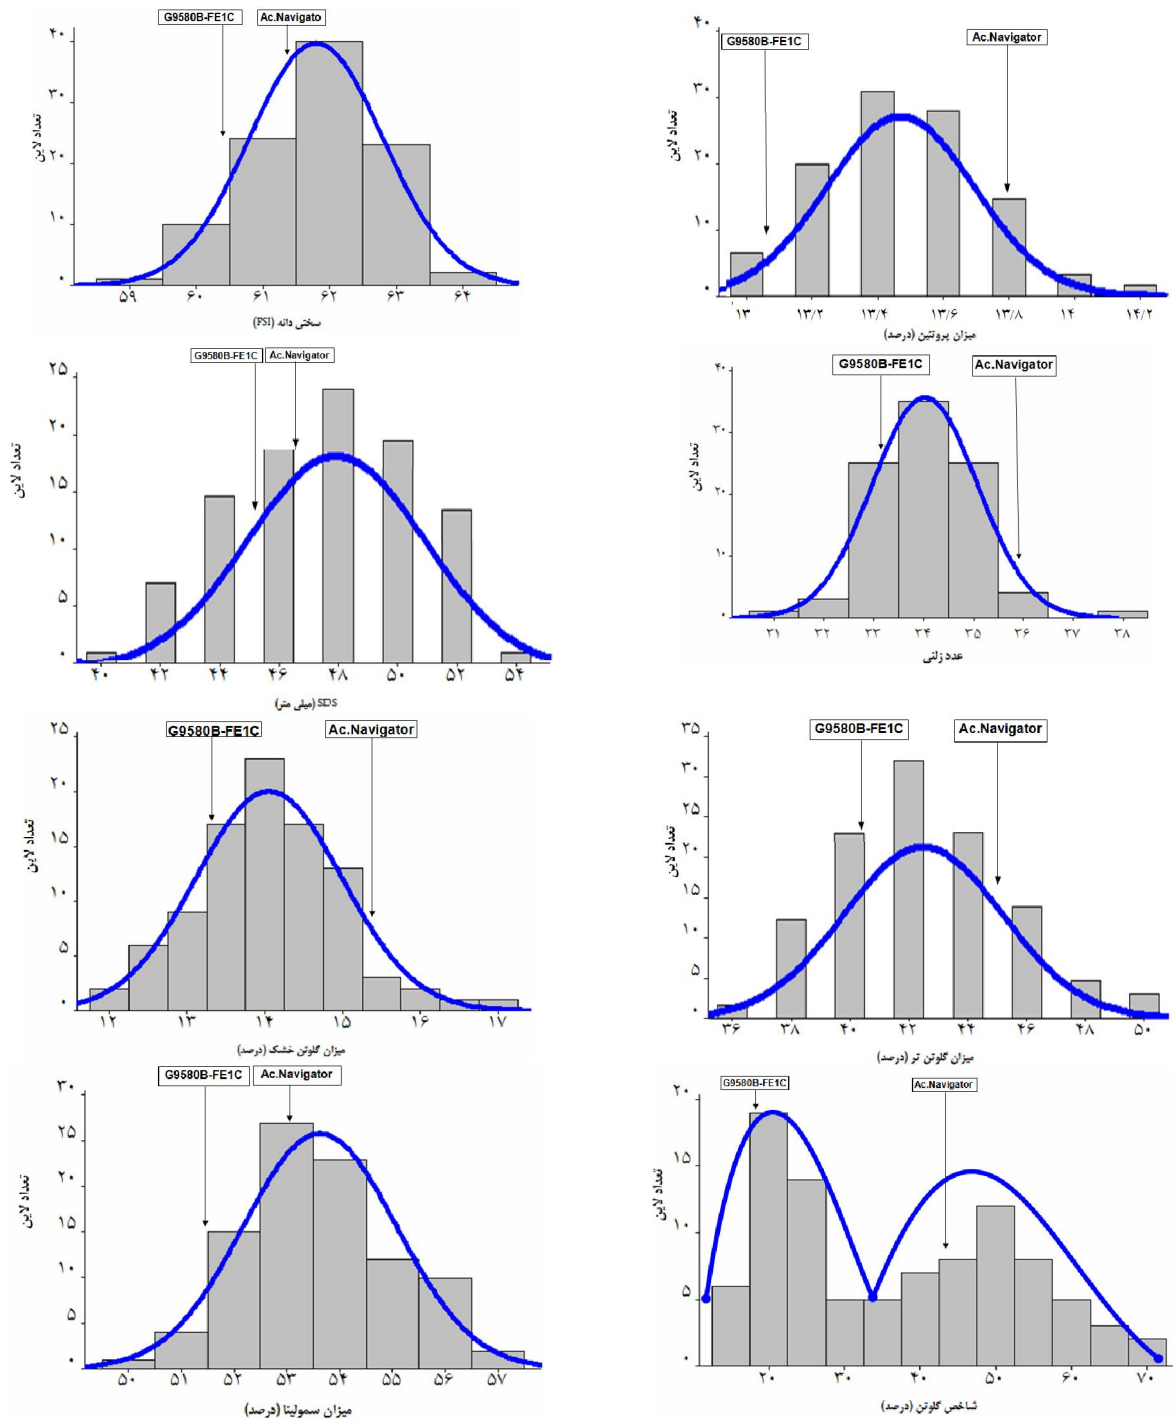 G9580B-FE1C
Ac.Navigato
تعداد لاین
۴۰
۳۰
۲۰
۱۰
۰
۵۹ ۶۰ ۶۱ ۶۲ ۶۳ ۶۴
سختی دانه (PSI)
G9580B-FE1C
Ac.Navigator
تعداد لاین
۴۰
۳۰
۲۰
۱۰
۰
۱۳ ۱۳/۲ ۱۳/۴ ۱۳/۶ ۱۳/۸ ۱۴ ۱۴/۲
میزان پروتئین (درصد)
G9580B-FE1C
Ac.Navigator
تعداد لاین
۲۵
۲۰
۱۵
۱۰
۵
۰
۴۰ ۴۲ ۴۴ ۴۶ ۴۸ ۵۰ ۵۲ ۵۴
SDS (میلی متر)
G9580B-FE1C
Ac.Navigator
تعداد لاین
۴۰
۳۰
۲۰
۱۰
۰
۳۱ ۳۲ ۳۳ ۳۴ ۳۵ ۳۶ ۳۷ ۳۸
عدد زلنی
G9580B-FE1C
Ac.Navigator
تعداد لاین
۲۵
۲۰
۱۵
۱۰
۵
۰
۱۲ ۱۳ ۱۴ ۱۵ ۱۶ ۱۷
میزان گلوتن خشک (درصد)
G9580B-FE1C
Ac.Navigator
تعداد لاین
۳۵
۳۰
۲۵
۲۰
۱۵
۱۰
۵
۰
۳۶ ۳۸ ۴۰ ۴۲ ۴۴ ۴۶ ۴۸ ۵۰
میزان گلوتن تر (درصد)
G9580B-FE1C
Ac.Navigator
تعداد لاین
۳۰
۲۵
۲۰
۱۵
۱۰
۵
۰
۵۰ ۵۱ ۵۲ ۵۳ ۵۴ ۵۵ ۵۶ ۵۷
میزان سمولینا (درصد)
G9580B-FE1C
Ac.Navigator
تعداد لاین
۲۰
۱۵
۱۰
۵
۰
۲۰ ۳۰ ۴۰ ۵۰ ۶۰ ۷۰
شاخص گلوتن (درصد)